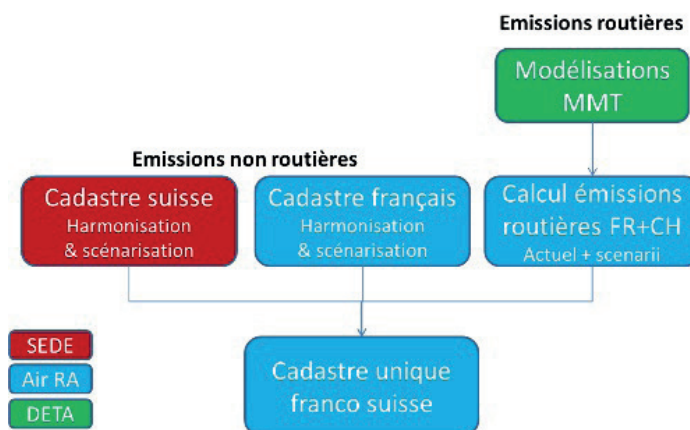 Emissions routières
Modélisations
MMT
Emissions non routières
Cadastre suisse
Harmonisation
& scénarisation
Cadastre français
Harmonisation
& scénarisation
Calcul émissions
routières FR+CH
Actuel + scenarii
Cadastre unique
franco suisse
SEDE
Air RA
DETA